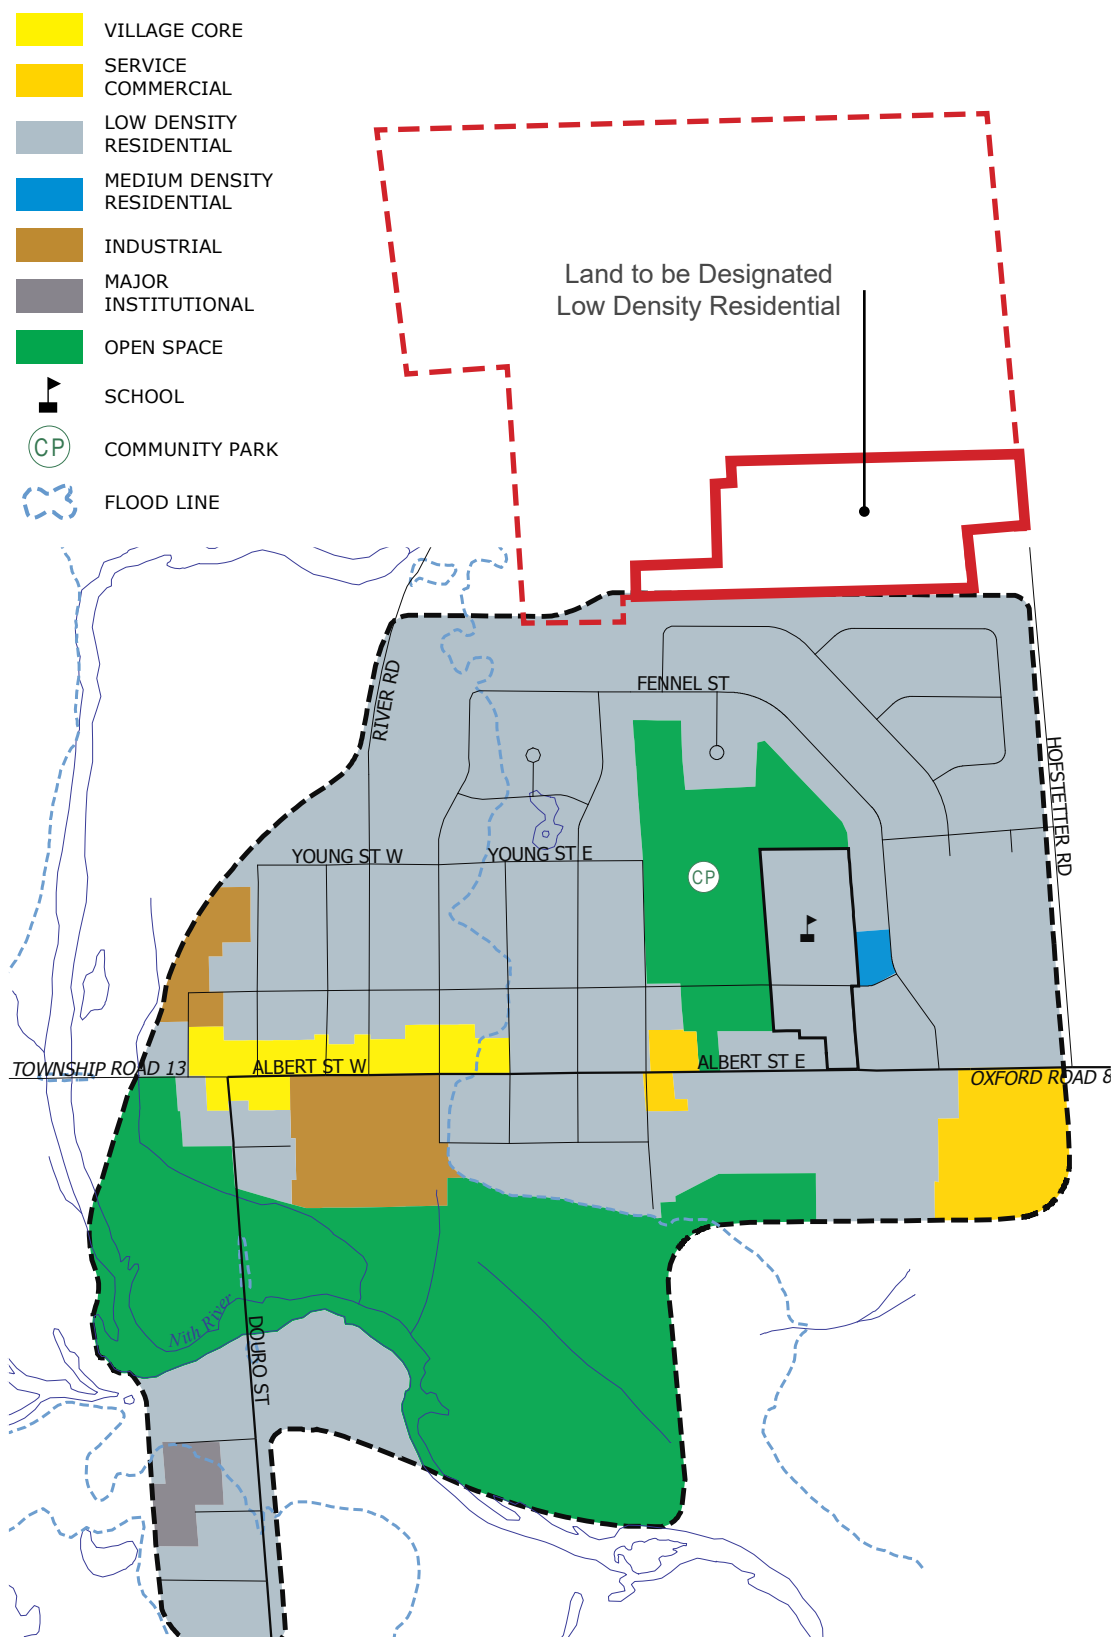 VILLAGE CORE
SERVICE
COMMERCIAL
LOW DENSITY
RESIDENTIAL
MEDIUM DENSITY
RESIDENTIAL
INDUSTRIAL
MAJOR
INSTITUTIONAL
OPEN SPACE
SCHOOL
CP
COMMUNITY PARK
FLOOD LINE
Land to be Designated
Low Density Residential
RIVER RD
FENNEL ST
HOFSTETTER RD
YOUNG ST W
YOUNG ST E
CP
TOWNSHIP ROAD 13
ALBERT ST W
ALBERT ST E
OXFORD ROAD 8
Nith River
DOURO ST